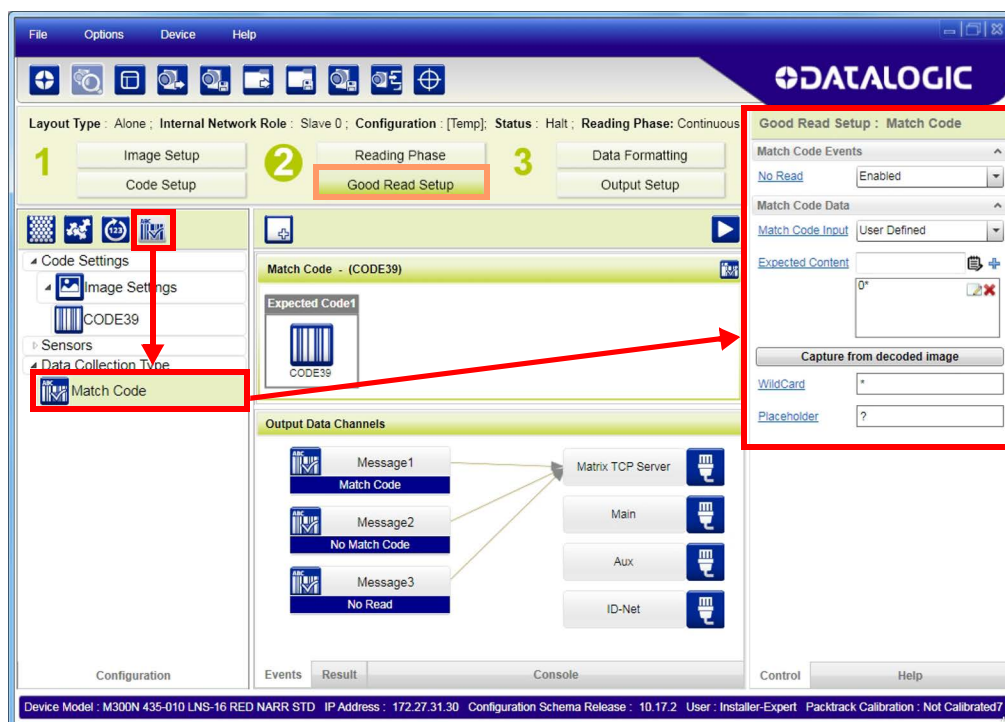 File Options Device Help
DATALOGIC
Layout Type : Alone ; Internal Network Role : Slave 0 ; Configuration : [Temp]; Status : Halt ; Reading Phase: Continuous
1 Image Setup 2 Reading Phase 3 Data Formatting
Code Setup Good Read Setup Output Setup
123 ABC
Code Settings
Image Settings
CODE39
Sensors
Data Collection Type
ABC Match Code
Configuration
Match Code - (CODE39)
Expected Code1
CODE39
Output Data Channels
ABC Message1 Matrix TCP Server
Match Code
ABC Message2 Main
No Match Code
Aux
ABC Message3
No Read ID-Net
Events Result Console
Good Read Setup : Match Code
Match Code Events
No Read Enabled
Match Code Data
Match Code Input User Defined
Expected Content
0*
Capture from decoded image
WildCard *
Placeholder ?
Control Help
Device Model : M300N 435-010 LNS-16 RED NARR STD IP Address : 172.27.31.30 Configuration Schema Release : 10.17.2 User : Installer-Expert Packtrack Calibration : Not Calibrated7